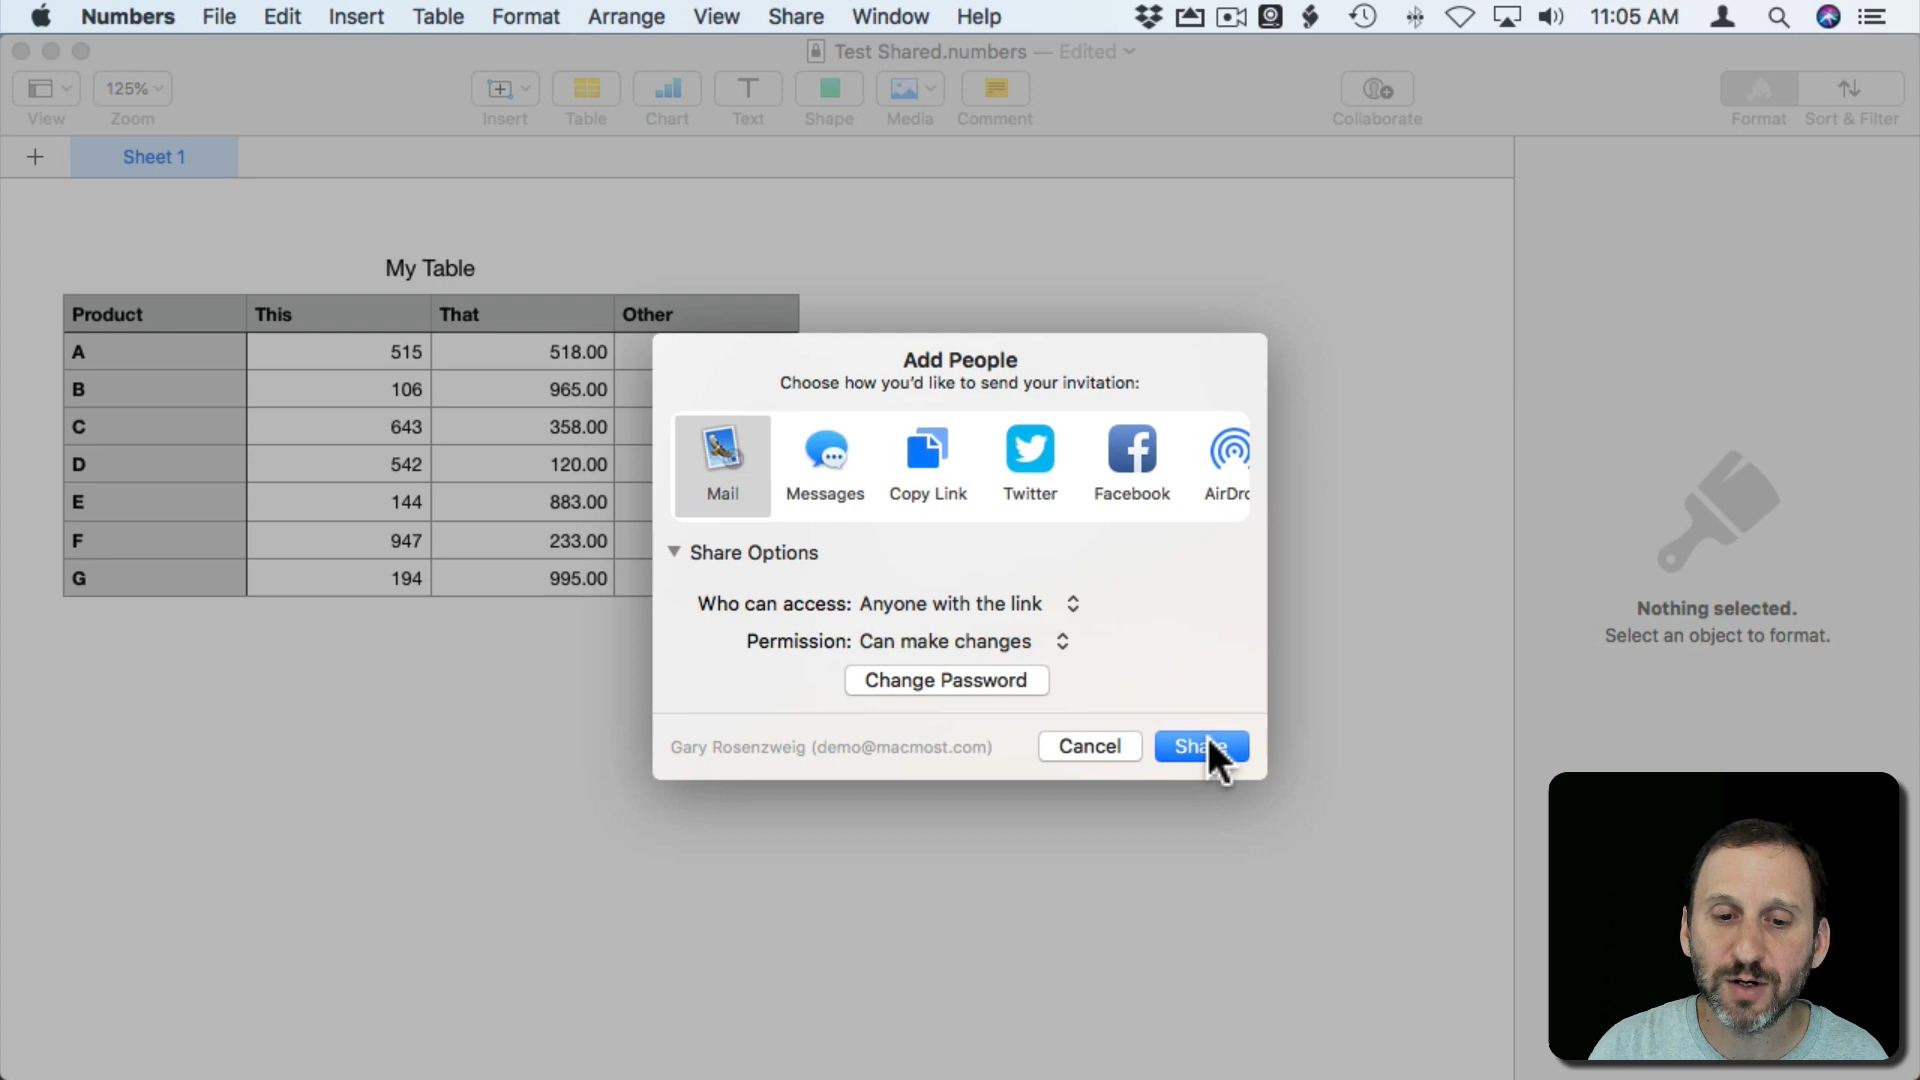 Numbers File Edit Insert Table Format Arrange View Share Window Help 11:05 AM
Test Shared.numbers — Edited
125%
View Zoom Insert Table Chart Text Shape Media Comment Collaborate Format Sort & Filter
Sheet 1
My Table
Product This That Other
A 515 518.00
B 106 965.00
C 643 358.00
D 542 120.00
E 144 883.00
F 947 233.00
G 194 995.00
Add People
Choose how you'd like to send your invitation:
Mail Messages Copy Link Twitter Facebook AirDro
Share Options
Who can access: Anyone with the link
Permission: Can make changes
Change Password
Gary Rosenzweig (demo@macmost.com) Cancel Share
Nothing selected.
Select an object to format.